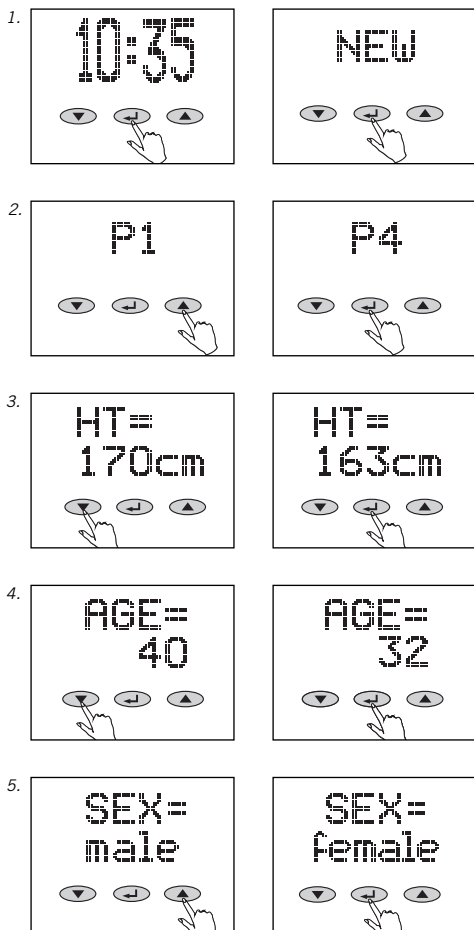 1.
10:35
NEW
2.
P1
P4
3.
HT=
170cm
HT=
163cm
4.
AGE=
40
AGE=
32
5.
SEX=
male
SEX=
female